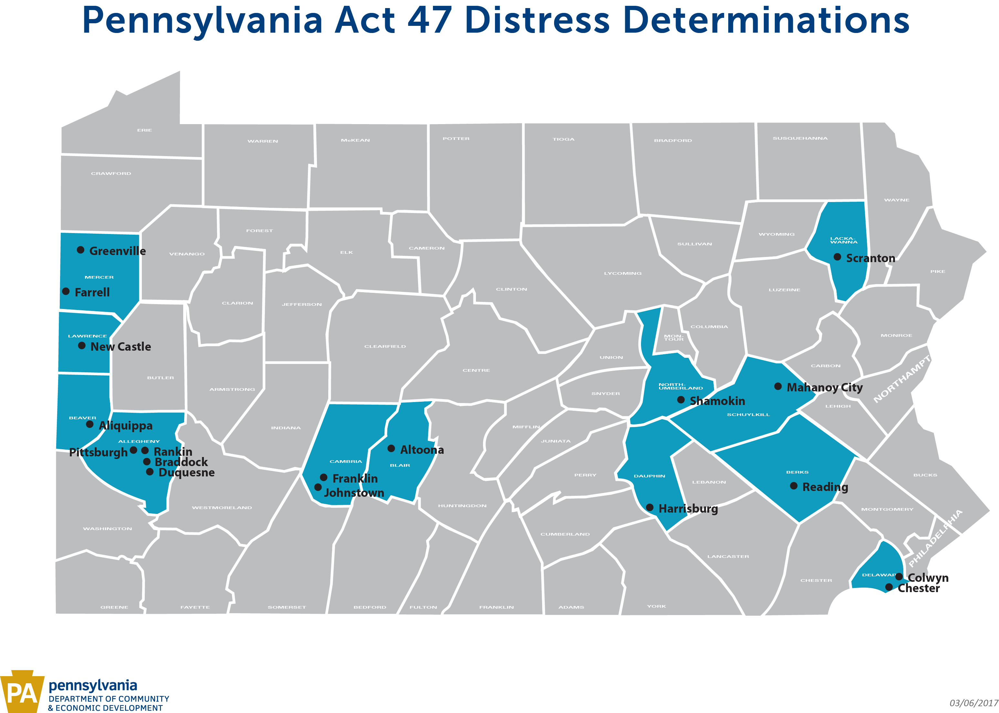 Pennsylvania Act 47 Distress Determinations
ERIE
WARREN
McKEAN
POTTER
TIOGA
BRADFORD
SUSQUEHANNA
CRAWFORD
WAYNE
FOREST
WYOMING
LACKA-
WANNA
SULLIVAN
CAMERON
ELK
VENANGO
Greenville
Scranton
PIKE
LYCOMING
MERCER
CLINTON
LUZERNE
Farrell
CLARION
JEFFERSON
COLUMBIA
MON-
TOUR
MONROE
LAWRENCE
New Castle
CLEARFIELD
UNION
CARBON
CENTRE
NORTHAMPT
BUTLER
ARMSTRONG
NORTH-
UMBERLAND
Mahanoy City
SNYDER
Shamokin
LEHIGH
SCHUYLKILL
BEAVER
Aliquippa
INDIANA
MIFFLIN
JUNIATA
ALLEGHENY
Pittsburgh
Rankin
Altoona
Braddock
CAMBRIA
BLAIR
Duquesne
PERRY
DAUPHIN
BERKS
BUCKS
Franklin
LEBANON
Reading
Johnstown
HUNTINGDON
WESTMORELAND
Harrisburg
MONTGOMERY
WASHINGTON
CUMBERLAND
PHILADELPHIA
LANCASTER
DELAWAR
Colwyn
CHESTER
Chester
GREENE
FAYETTE
SOMERSET
BEDFORD
FULTON
FRANKLIN
ADAMS
YORK
PA
pennsylvania
DEPARTMENT OF COMMUNITY
& ECONOMIC DEVELOPMENT
03/06/2017